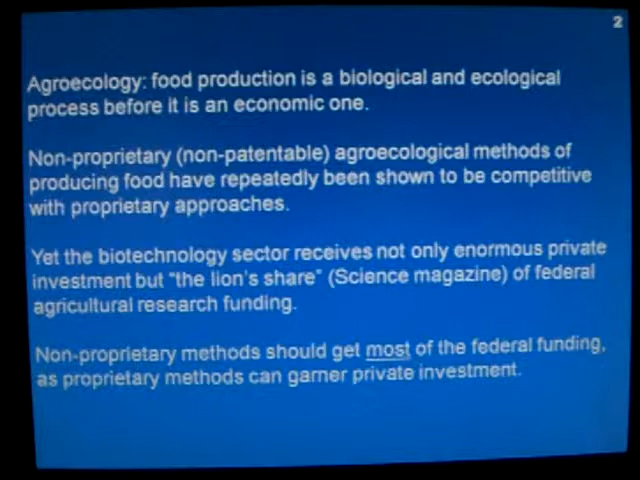 2
Agroecology: food production is a biological and ecological
process before it is an economic one.
Non-proprietary (non-patentable) agroecological methods of
producing food have repeatedly been shown to be competitive
with proprietary approaches.
Yet the biotechnology sector receives not only enormous private
investment but "the lion's share" (Science magazine) of federal
agricultural research funding.
Non-proprietary methods should get most of the federal funding,
as proprietary methods can garner private investment.